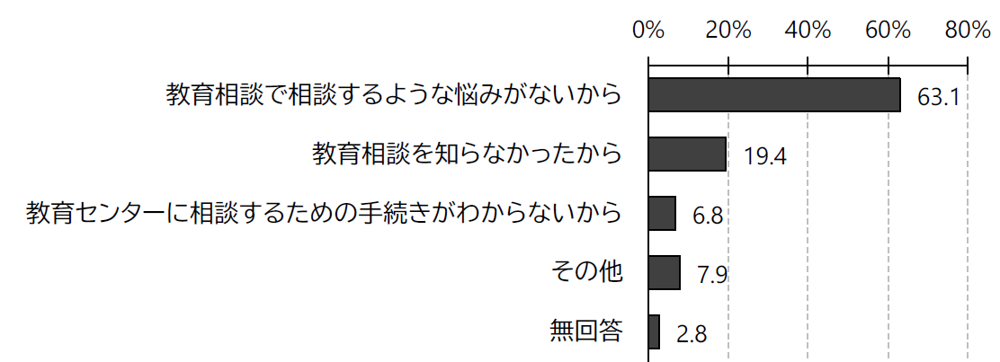 0% 20% 40% 60% 80%
教育相談で相談するような悩みがないから 63.1
教育相談を知らなかったから 19.4
教育センターに相談するための手続きがわからないから 6.8
その他 7.9
無回答 2.8